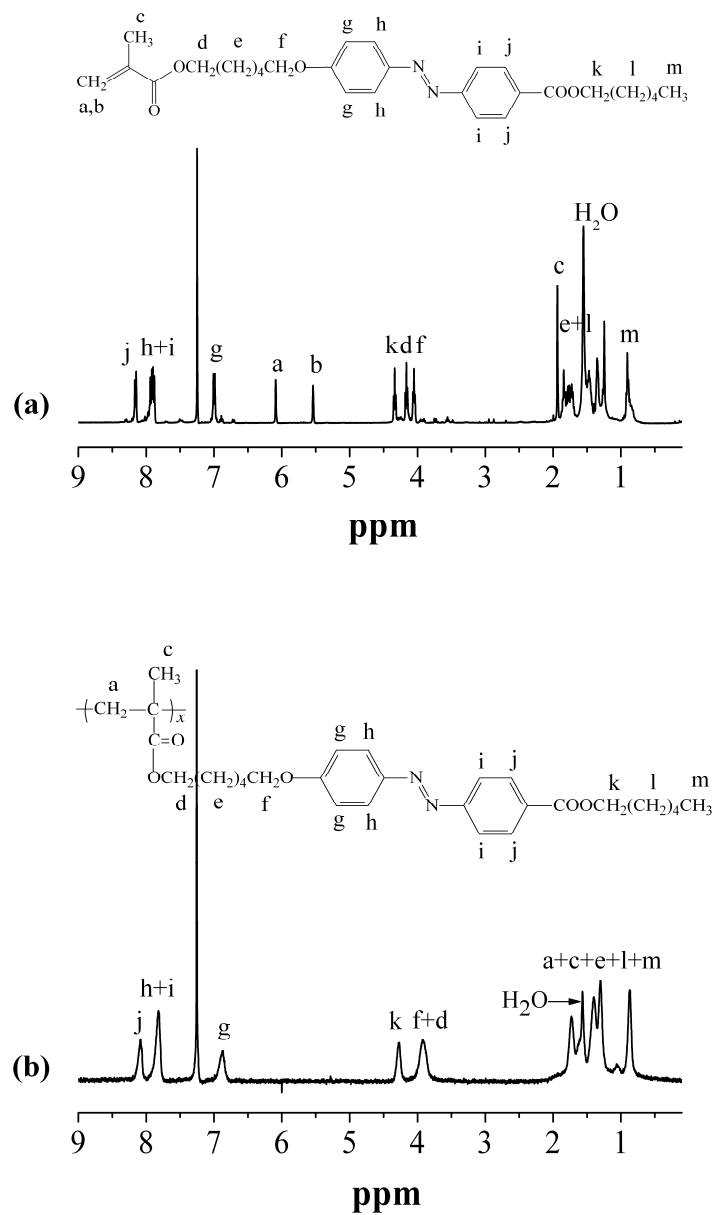 c
CH₃ d e f g h
OCH₂(CH₂)₄CH₂O N i j
CH₂ N k l m
a,b O g h COOCH₂(CH₂)₄CH₃
i j
H₂O
c
e+l
j h+i g a b k d f m
(a)
9 8 7 6 5 4 3 2 1
ppm
c
a CH₃
( CH₂ C )x g h
C=O N i j
OCH₂(CH₂)₄CH₂O N k l m
d e f g h COOCH₂(CH₂)₄CH₃
i j
a+c+e+l+m
h+i H₂O
j g k f+d
(b)
9 8 7 6 5 4 3 2 1
ppm